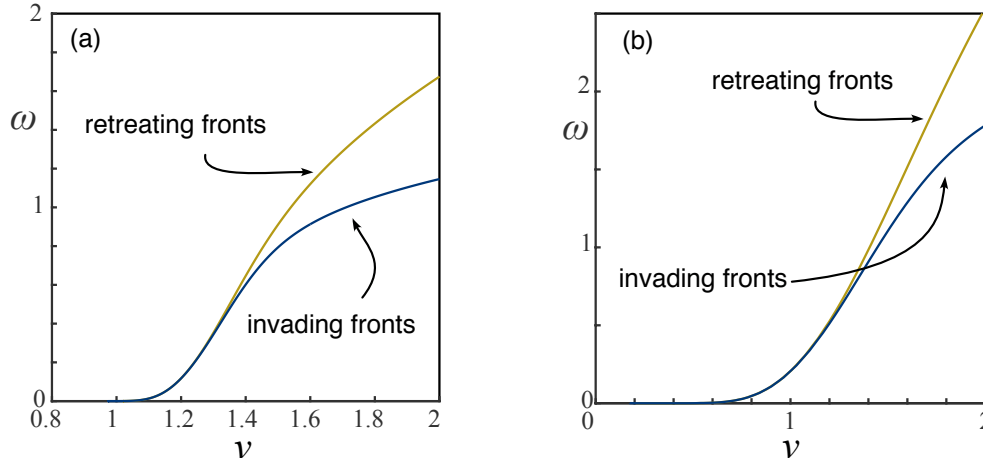 (a)
2
ω
1
0
0.8
1
1.2
1.4
1.6
1.8
2
ν
retreating fronts
invading fronts
(b)
2
ω
1
0
0
1
2
ν
retreating fronts
invading fronts